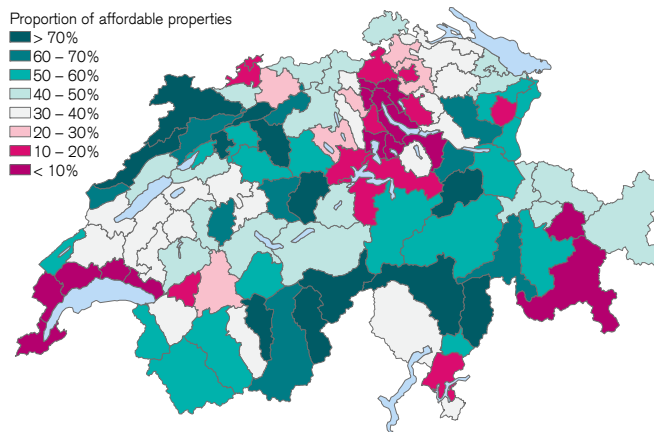 Proportion of affordable properties
> 70%
60 – 70%
50 – 60%
40 – 50%
30 – 40%
20 – 30%
10 – 20%
< 10%